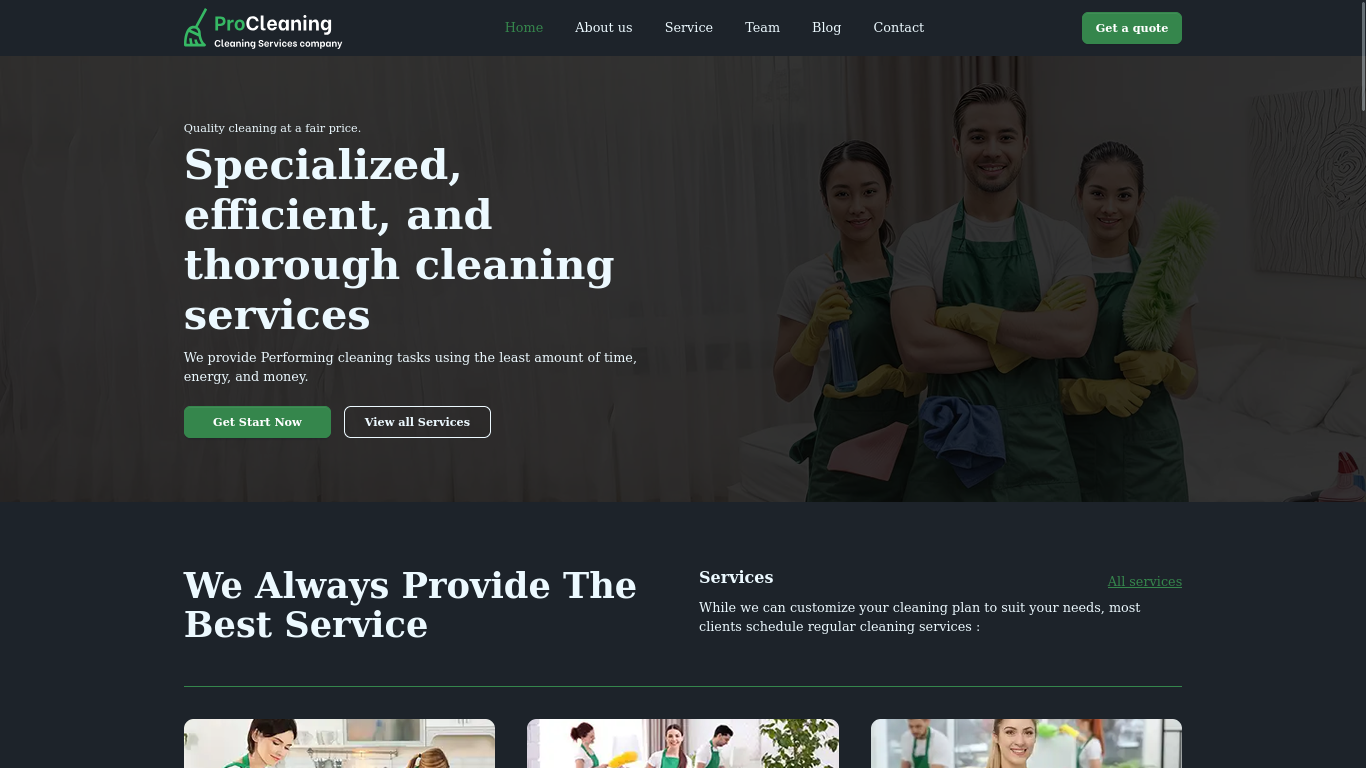 ProCleaning
Cleaning Services company
Home
About us
Service
Team
Blog
Contact
Get a quote
Quality cleaning at a fair price.
Specialized,
efficient, and
thorough cleaning
services
We provide Performing cleaning tasks using the least amount of time,
energy, and money.
Get Start Now
View all Services
We Always Provide The
Best Service
Services
All services
While we can customize your cleaning plan to suit your needs, most
clients schedule regular cleaning services :